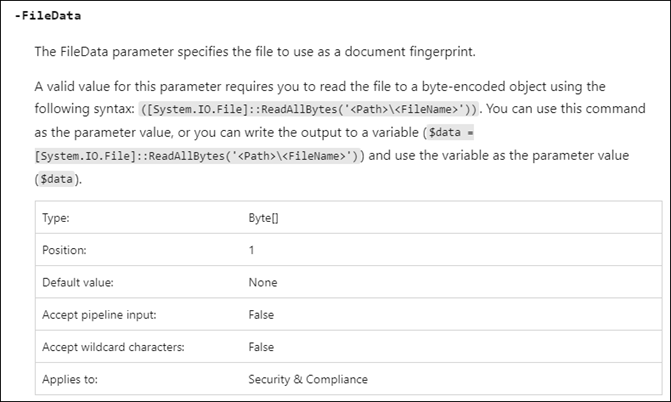 -FileData
The FileData parameter specifies the file to use as a document fingerprint.
A valid value for this parameter requires you to read the file to a byte-encoded object using the
following syntax: ([System.IO.File]::ReadAllBytes('<Path>\<FileName>')). You can use this command
as the parameter value, or you can write the output to a variable ($data =
[System.IO.File]::ReadAllBytes('<Path>\<FileName>')) and use the variable as the parameter value
($data).
Type: Byte[]
Position: 1
Default value: None
Accept pipeline input: False
Accept wildcard characters: False
Applies to: Security & Compliance